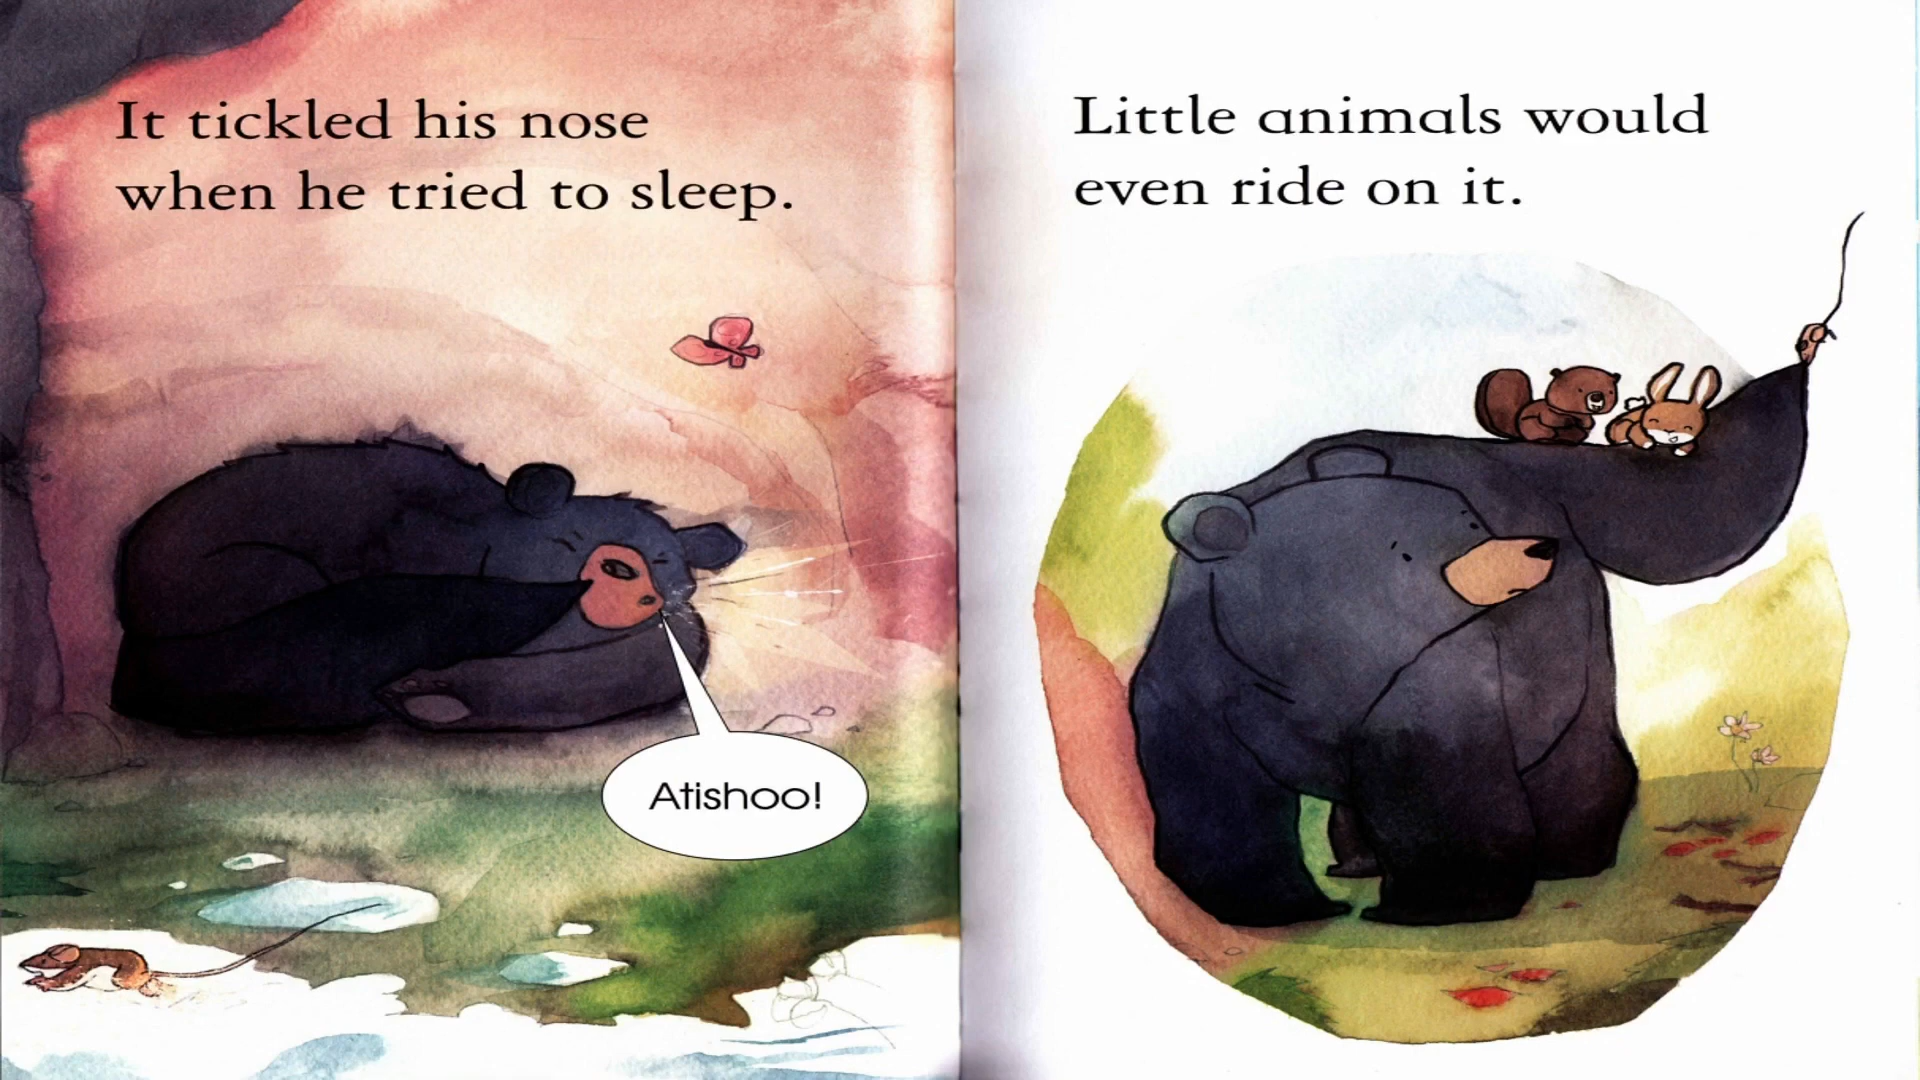 It tickled his nose
when he tried to sleep.
Atishoo!
Little animals would
even ride on it.